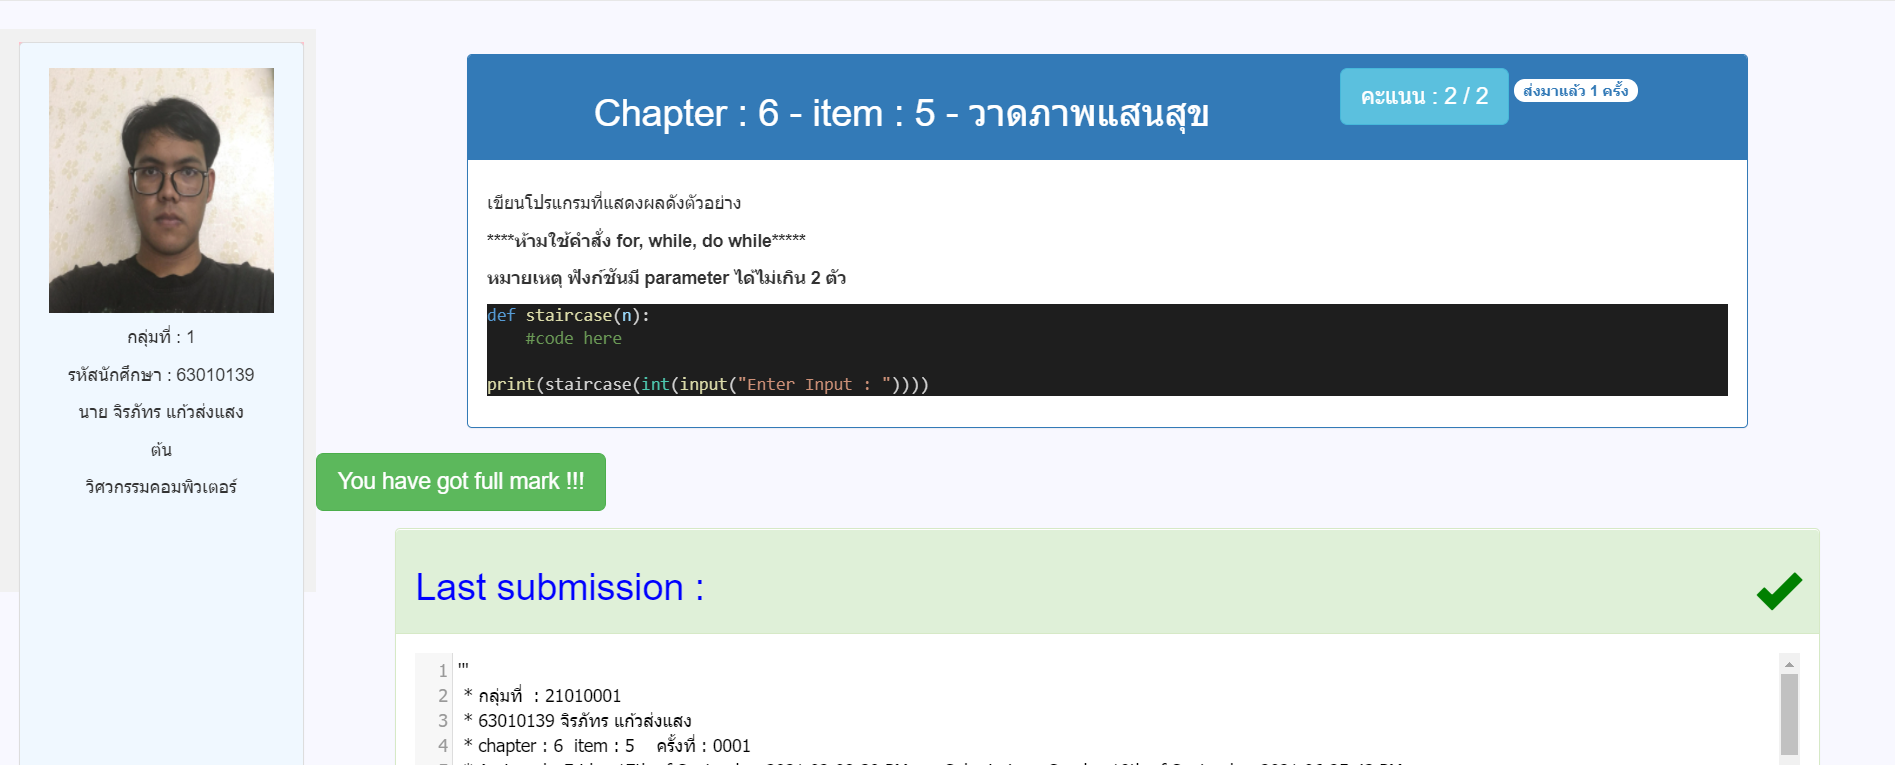 Chapter : 6 - item : 5 - วาดภาพแสนสุข
คะแนน : 2 / 2
ส่งมาแล้ว 1 ครั้ง
เขียนโปรแกรมที่แสดงผลดังตัวอย่าง
****ห้ามใช้คำสั่ง for, while, do while*****
หมายเหตุ ฟังก์ชันมี parameter ได้ไม่เกิน 2 ตัว
def staircase(n):
#code here
print(staircase(int(input("Enter Input : "))))
กลุ่มที่ : 1
รหัสนักศึกษา : 63010139
นาย จิรภัทร แก้วส่งแสง
ต้น
วิศวกรรมคอมพิวเตอร์
You have got full mark !!!
Last submission :
1 '''
2 * กลุ่มที่ : 21010001
3 * 63010139 จิรภัทร แก้วส่งแสง
4 * chapter : 6 item : 5 ครั้งที่ : 0001